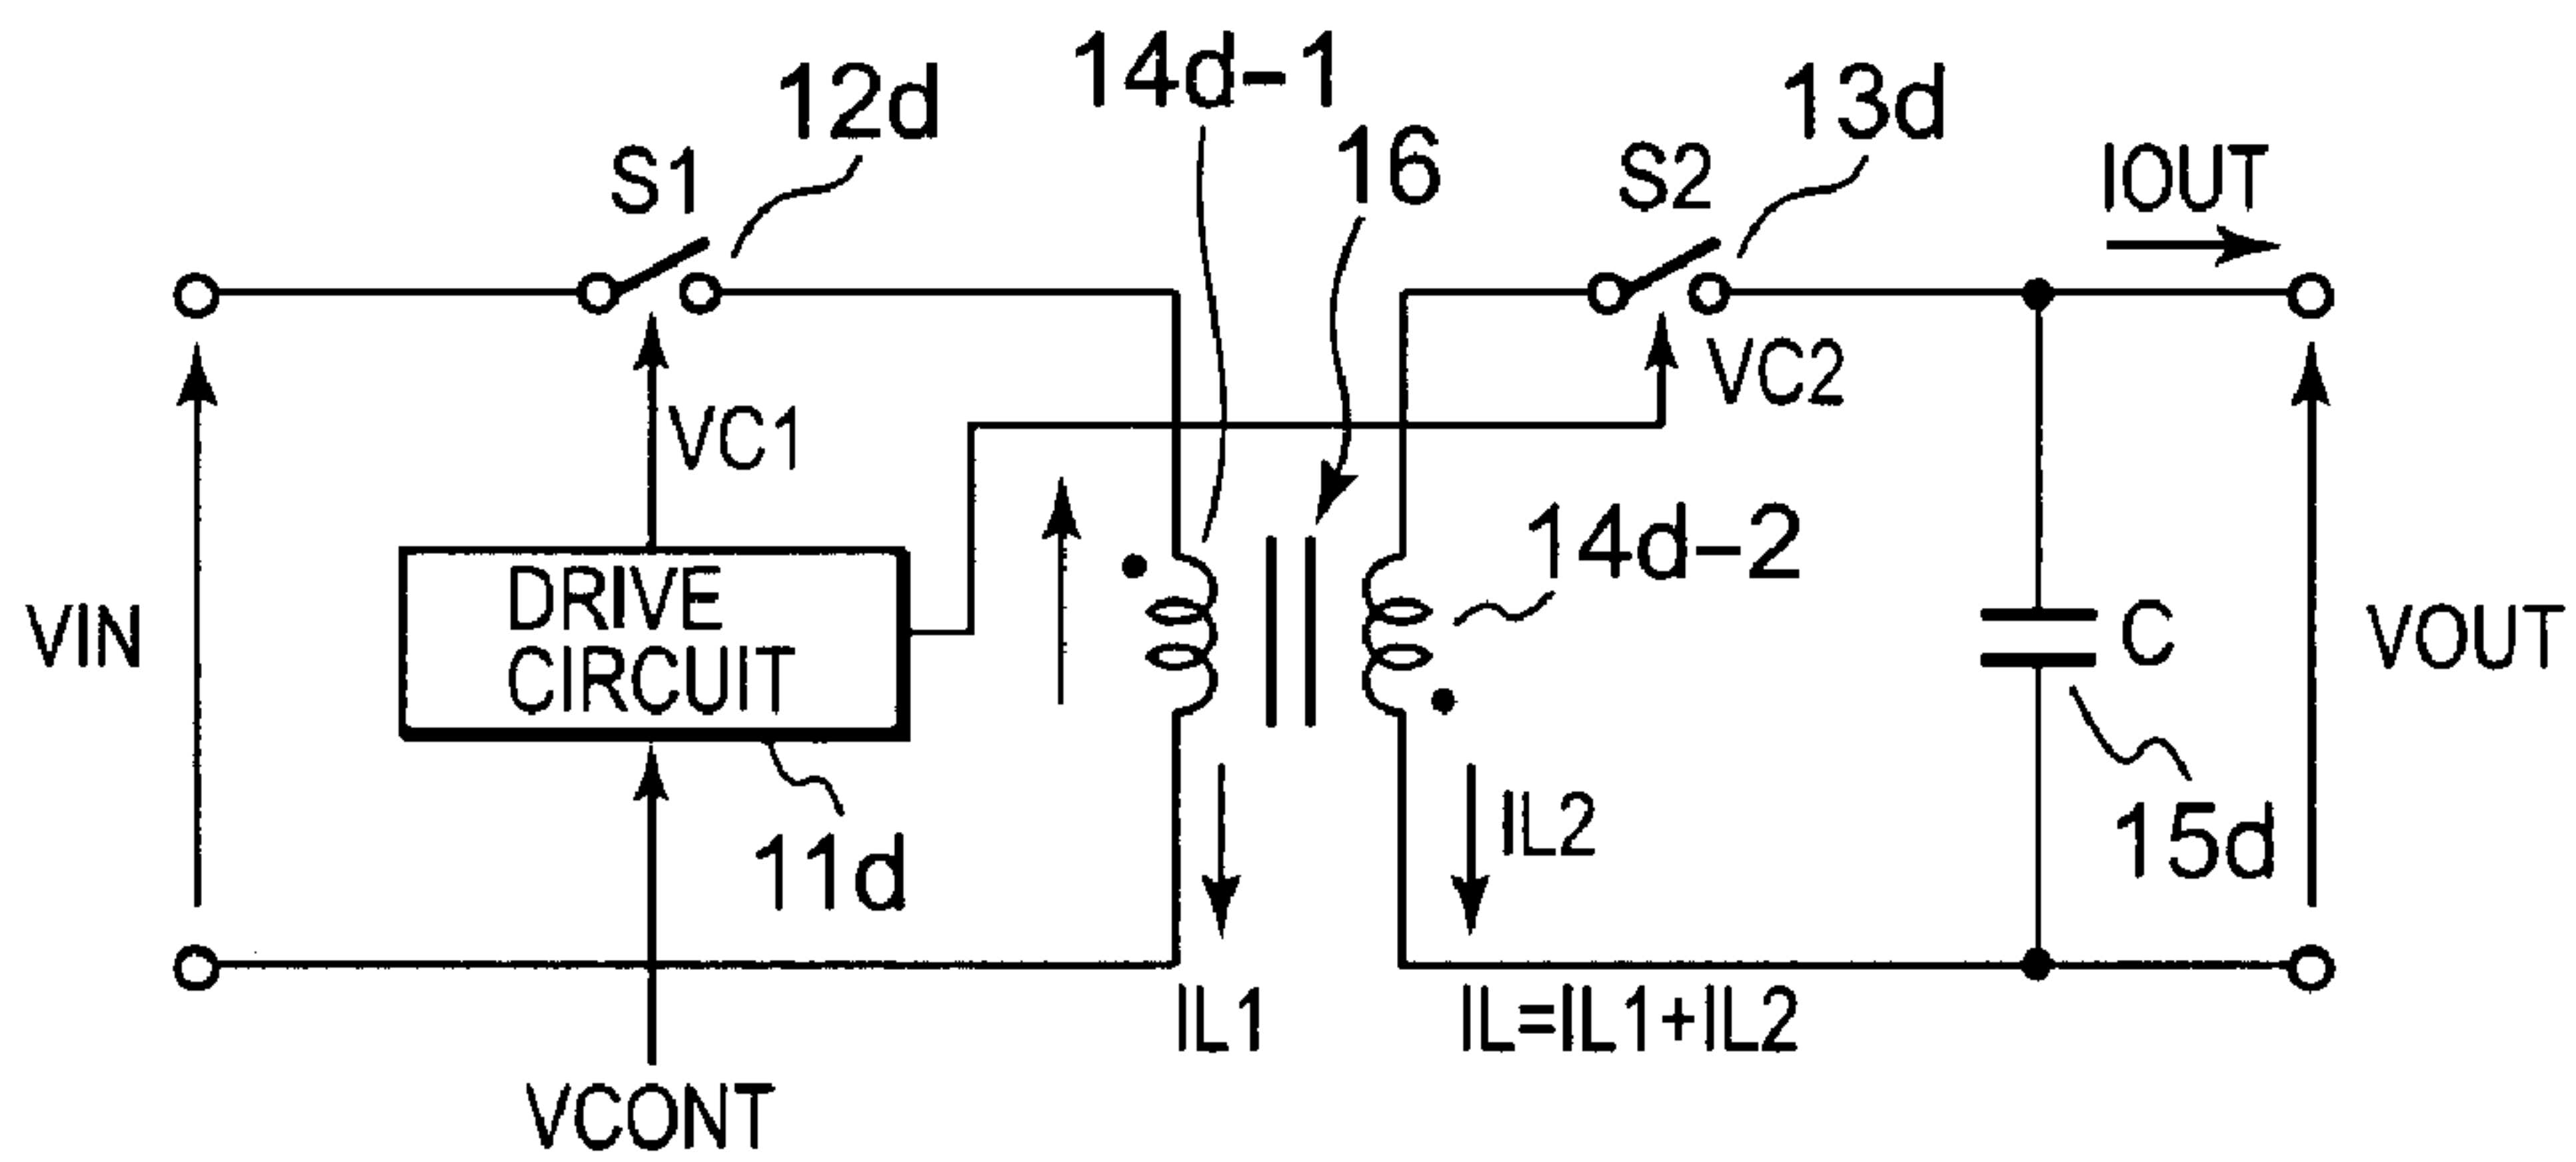 14d-1
12d
13d
16
S1
S2
IOUT
VC1
VC2
14d-2
VIN
DRIVE
CIRCUIT
C
VOUT
IL2
15d
11d
IL1
IL=IL1+IL2
VCONT